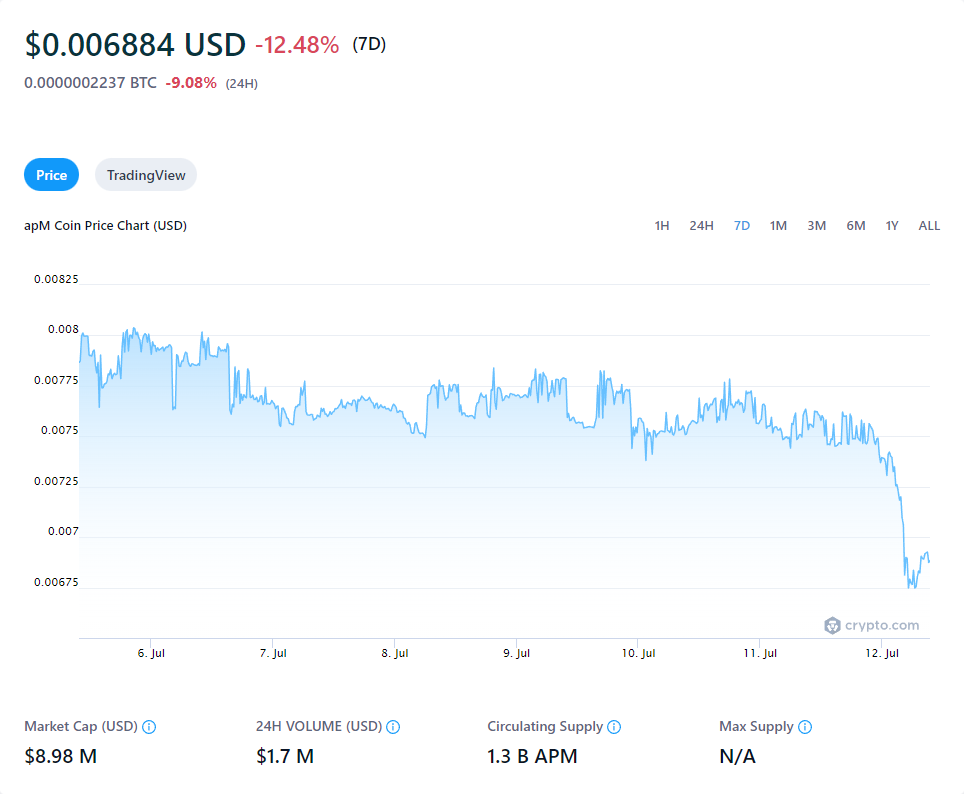 $0.006884 USD -12.48% (7D)
0.0000002237 BTC -9.08% (24H)
Price TradingView
apM Coin Price Chart (USD) 1H 24H 7D 1M 3M 6M 1Y ALL
0.00825
0.008
0.00775
0.0075
0.00725
0.007
0.00675
crypto.com
6. Jul 7. Jul 8. Jul 9. Jul 10. Jul 11. Jul 12. Jul
Market Cap (USD) 24H VOLUME (USD) Circulating Supply Max Supply
$8.98 M $1.7 M 1.3 B APM N/A